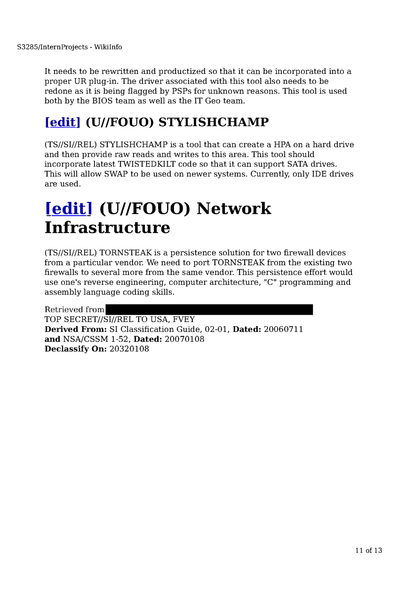 S3285/InternProjects - WikiInfo
It needs to be rewritten and productized so that it can be incorporated into a
proper UR plug-in. The driver associated with this tool also needs to be
redone as it is being flagged by PSPs for unknown reasons. This tool is used
both by the BIOS team as well as the IT Geo team.
[edit] (U//FOUO) STYLISHCHAMP
(TS//SI//REL) STYLISHCHAMP is a tool that can create a HPA on a hard drive
and then provide raw reads and writes to this area. This tool should
incorporate latest TWISTEDKILT code so that it can support SATA drives.
This will allow SWAP to be used on newer systems. Currently, only IDE drives
are used.
[edit] (U//FOUO) Network
Infrastructure
(TS//SI//REL) TORNSTEAK is a persistence solution for two firewall devices
from a particular vendor. We need to port TORNSTEAK from the existing two
firewalls to several more from the same vendor. This persistence effort would
use one's reverse engineering, computer architecture, "C" programming and
assembly language coding skills.
Retrieved from
TOP SECRET//SI//REL TO USA, FVEY
Derived From: SI Classification Guide, 02-01, Dated: 20060711
and NSA/CSSM 1-52, Dated: 20070108
Declassify On: 20320108
11 of 13